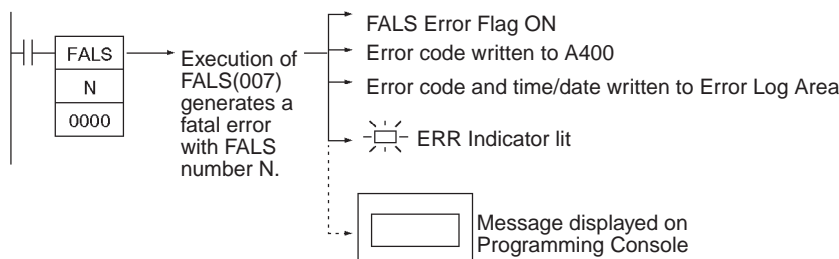 FALS
N
0000
Execution of
FALS(007)
generates a
fatal error
with FALS
number N.
FALS Error Flag ON
Error code written to A400
Error code and time/date written to Error Log Area
ERR Indicator lit
Message displayed on
Programming Console